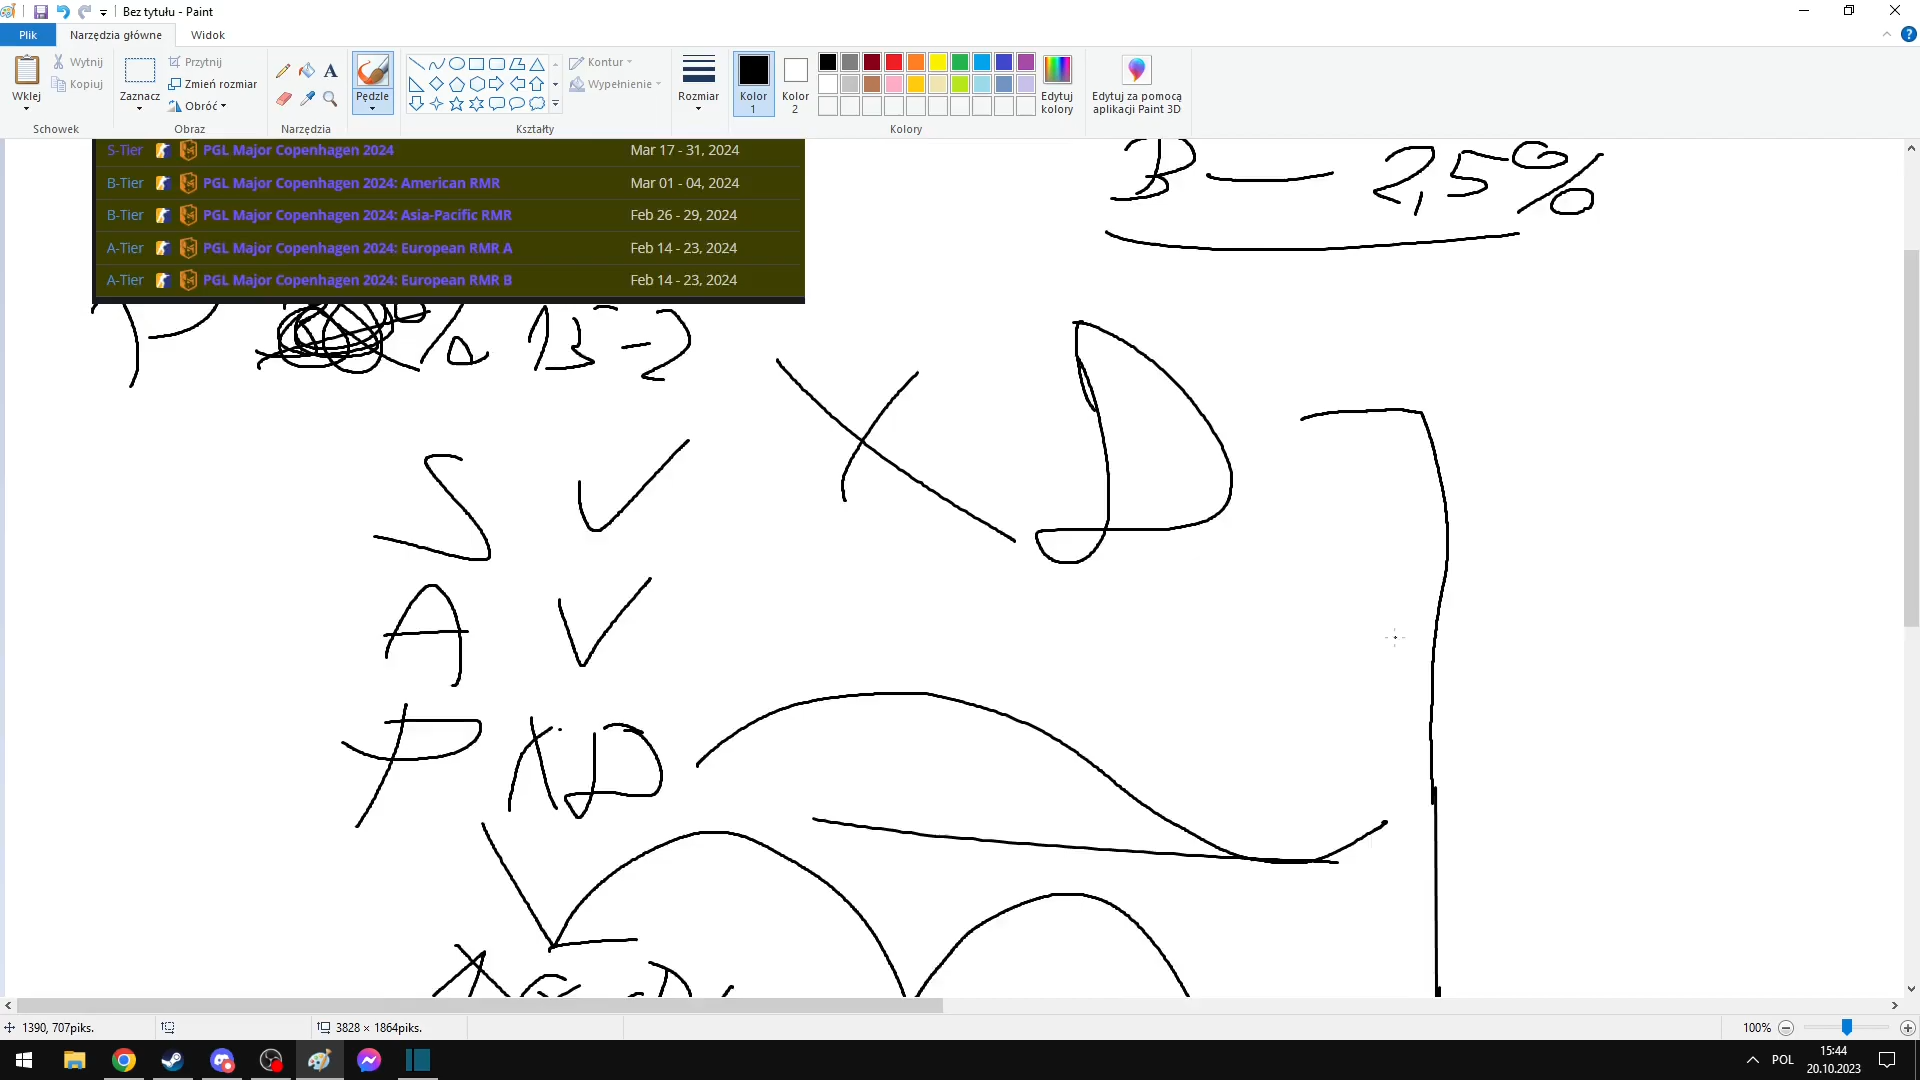 Bez tytułu - Paint
Plik Narzędzia główne Widok
Wklej
Wytnij
Kopiuj
Schowek
Zaznacz
Przytnij
Zmień rozmiar
Obróć
Obraz
A
Narzędzia
Pędzle
Kontur
Wypełnienie
Kształty
Rozmiar
Kolor 1
Kolor 2
Edytuj kolory
Kolory
Edytuj za pomocą aplikacji Paint 3D
S-Tier PGL Major Copenhagen 2024 Mar 17 - 31, 2024
B-Tier PGL Major Copenhagen 2024: American RMR Mar 01 - 04, 2024
B-Tier PGL Major Copenhagen 2024: Asia-Pacific RMR Feb 26 - 29, 2024
A-Tier PGL Major Copenhagen 2024: European RMR A Feb 14 - 23, 2024
A-Tier PGL Major Copenhagen 2024: European RMR B Feb 14 - 23, 2024
B — 2,5%
XD
S
A
P XD
1390, 707piks.
3828 × 1864piks.
100%
POL
15:44
20.10.2023